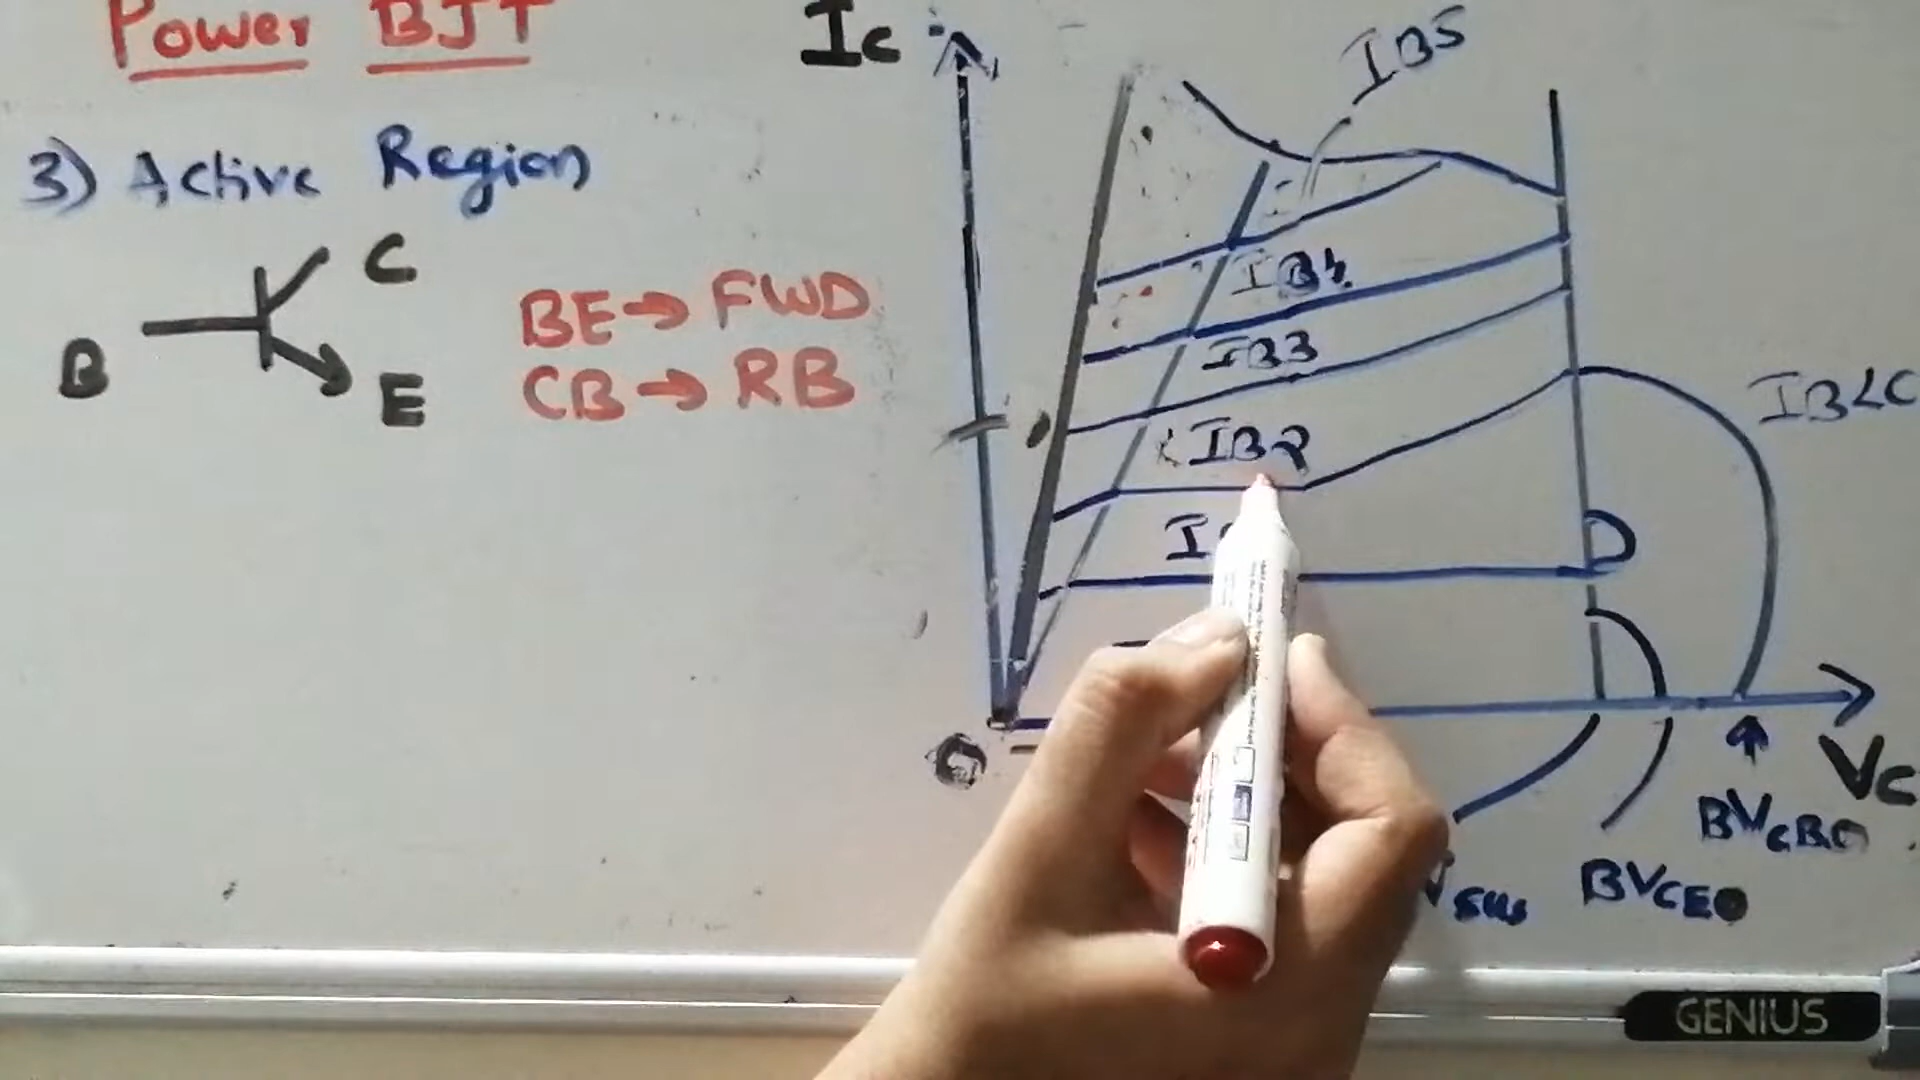 Power BJT
3) Active Region
C
B
E
BE → FWD
CB → RB
Ic
IB5
IB4
IB3
IB2
IB<C
O
Vc
BVCBO
BVCEO
sus
GENIUS